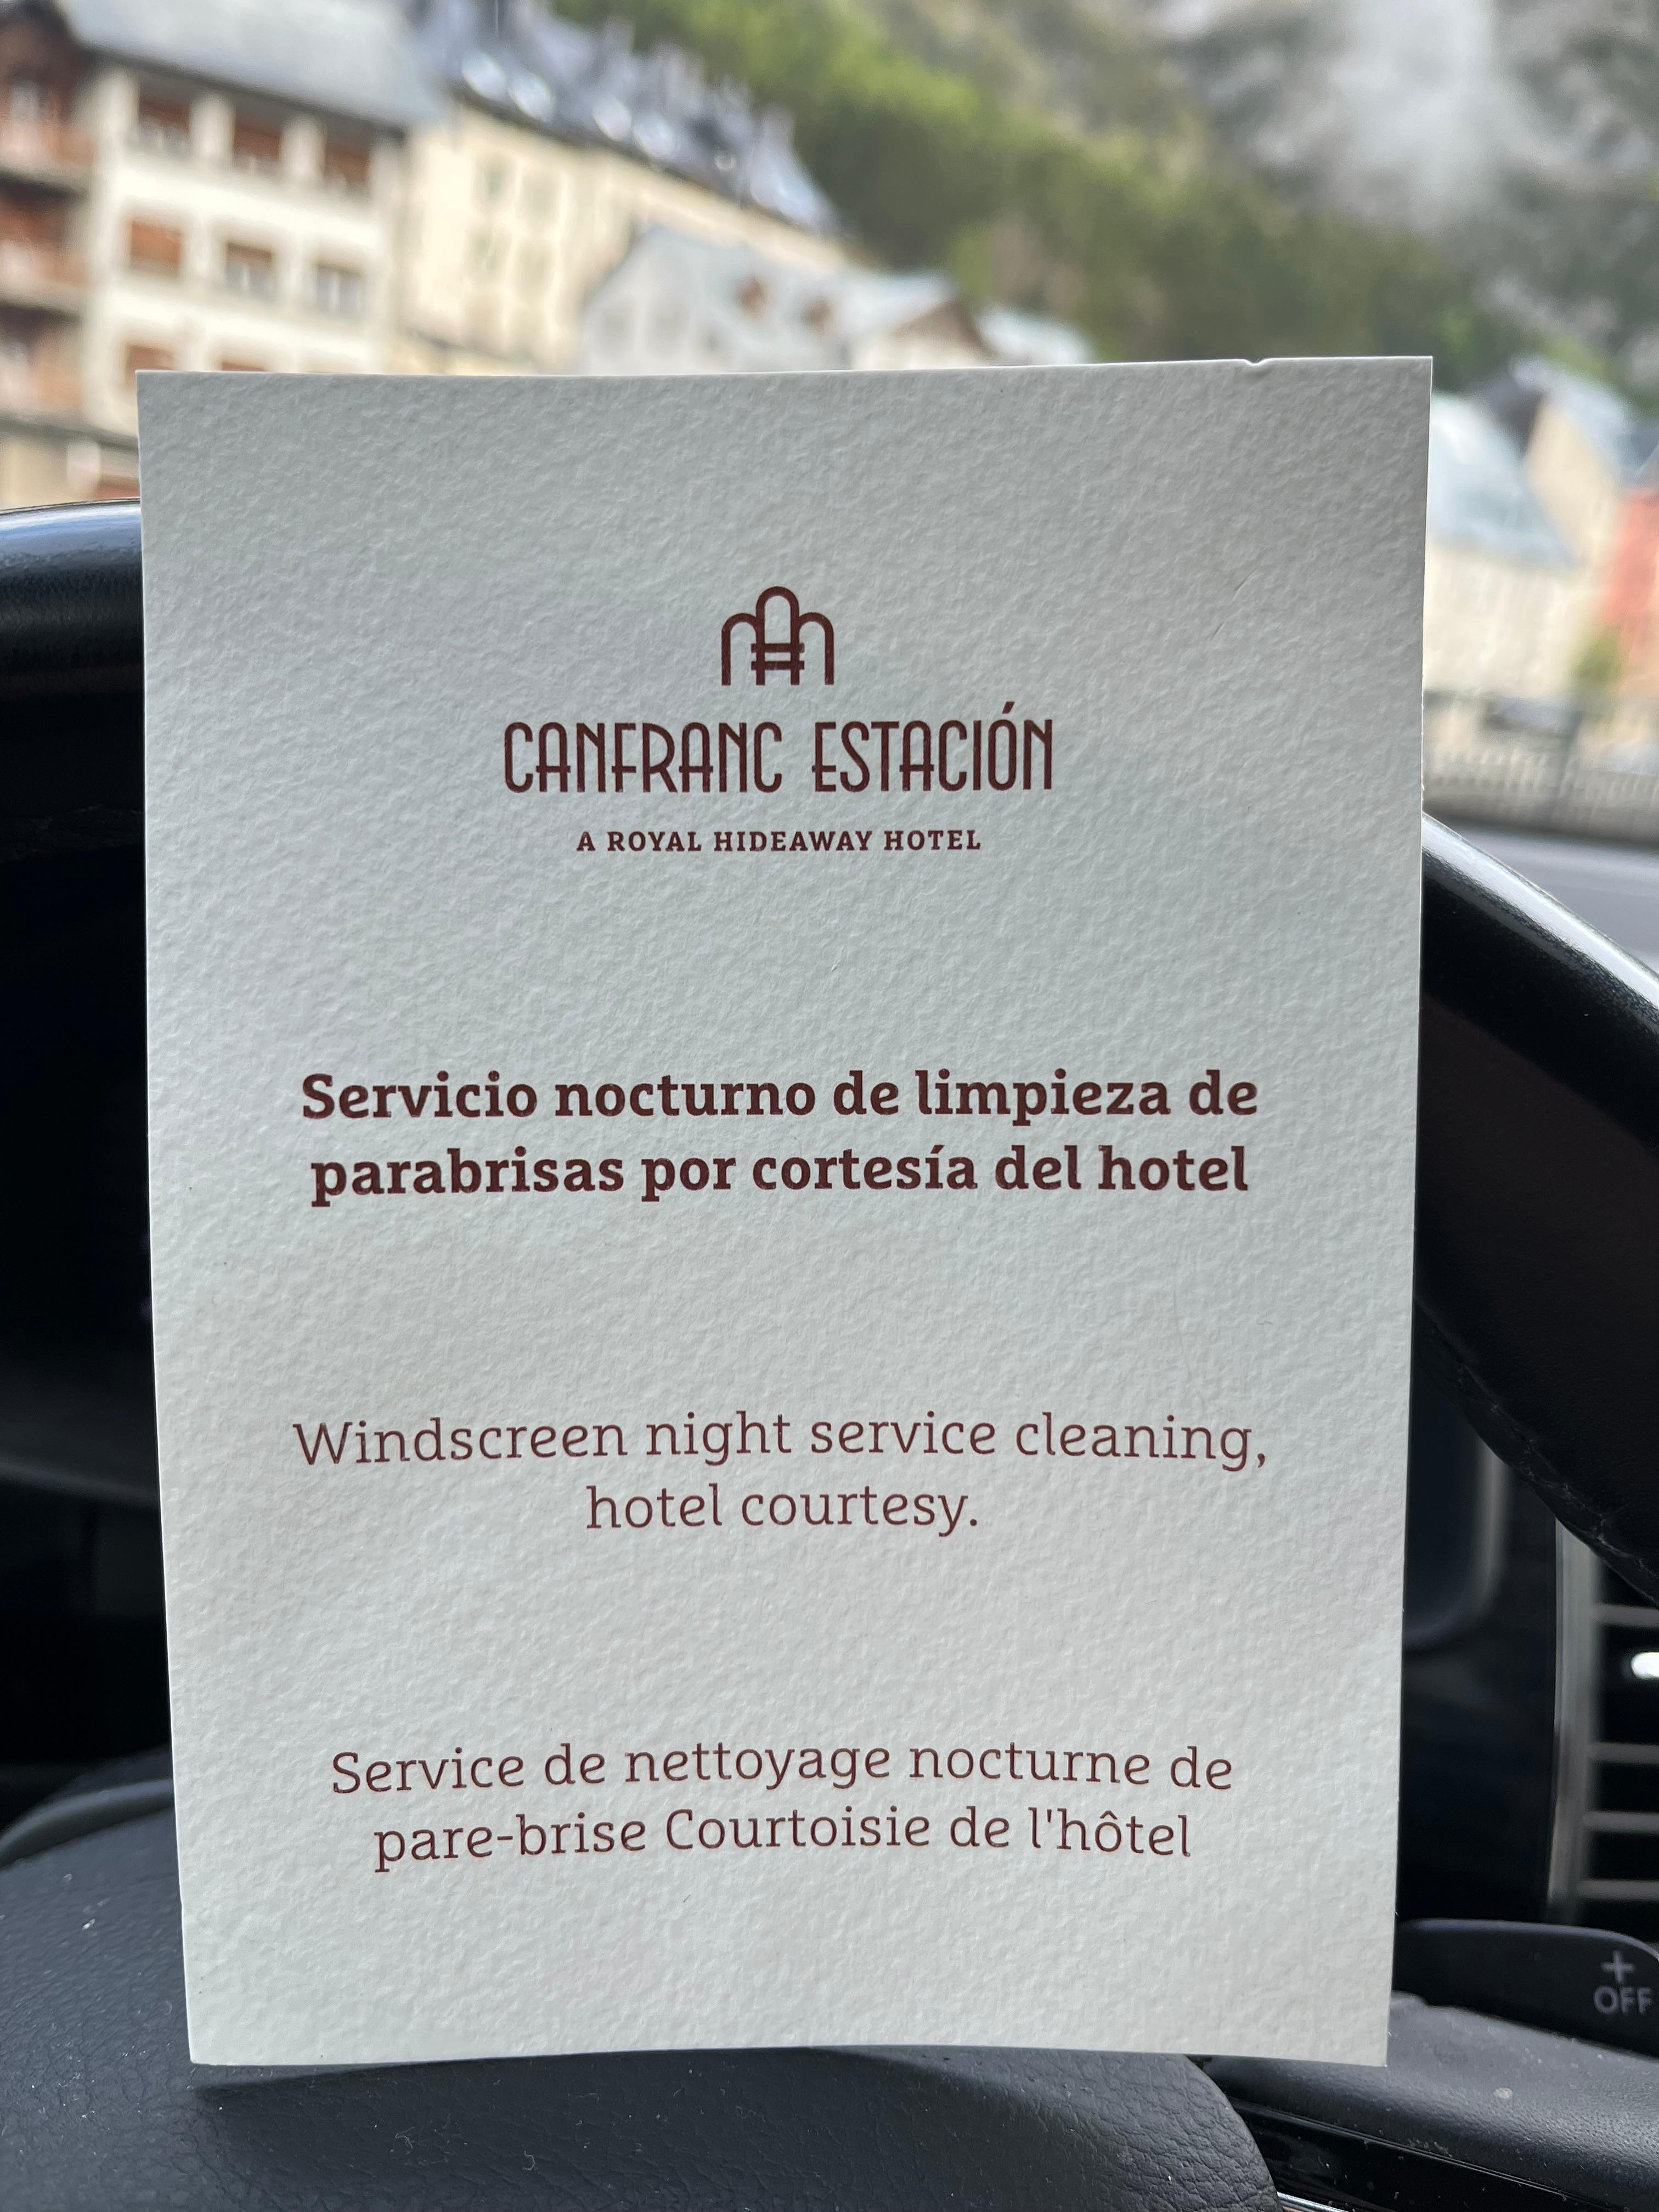 CANFRANC ESTACIÓN
A ROYAL HIDEAWAY HOTEL
Servicio nocturno de limpieza de
parabrisas por cortesía del hotel
Windscreen night service cleaning,
hotel courtesy.
Service de nettoyage nocturne de
pare-brise Courtoisie de l'hôtel
+
OFF